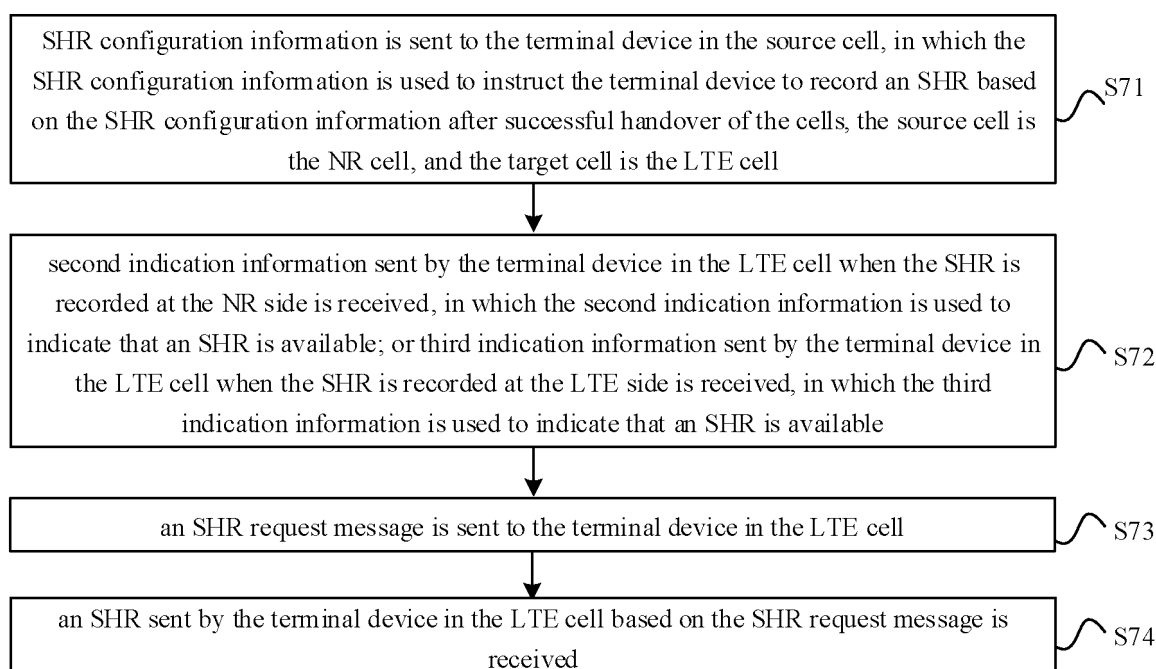 SHR configuration information is sent to the terminal device in the source cell, in which the
SHR configuration information is used to instruct the terminal device to record an SHR based
on the SHR configuration information after successful handover of the cells, the source cell is
the NR cell, and the target cell is the LTE cell
S71
second indication information sent by the terminal device in the LTE cell when the SHR is
recorded at the NR side is received, in which the second indication information is used to
indicate that an SHR is available; or third indication information sent by the terminal device in
the LTE cell when the SHR is recorded at the LTE side is received, in which the third
indication information is used to indicate that an SHR is available
S72
an SHR request message is sent to the terminal device in the LTE cell
S73
an SHR sent by the terminal device in the LTE cell based on the SHR request message is
received
S74